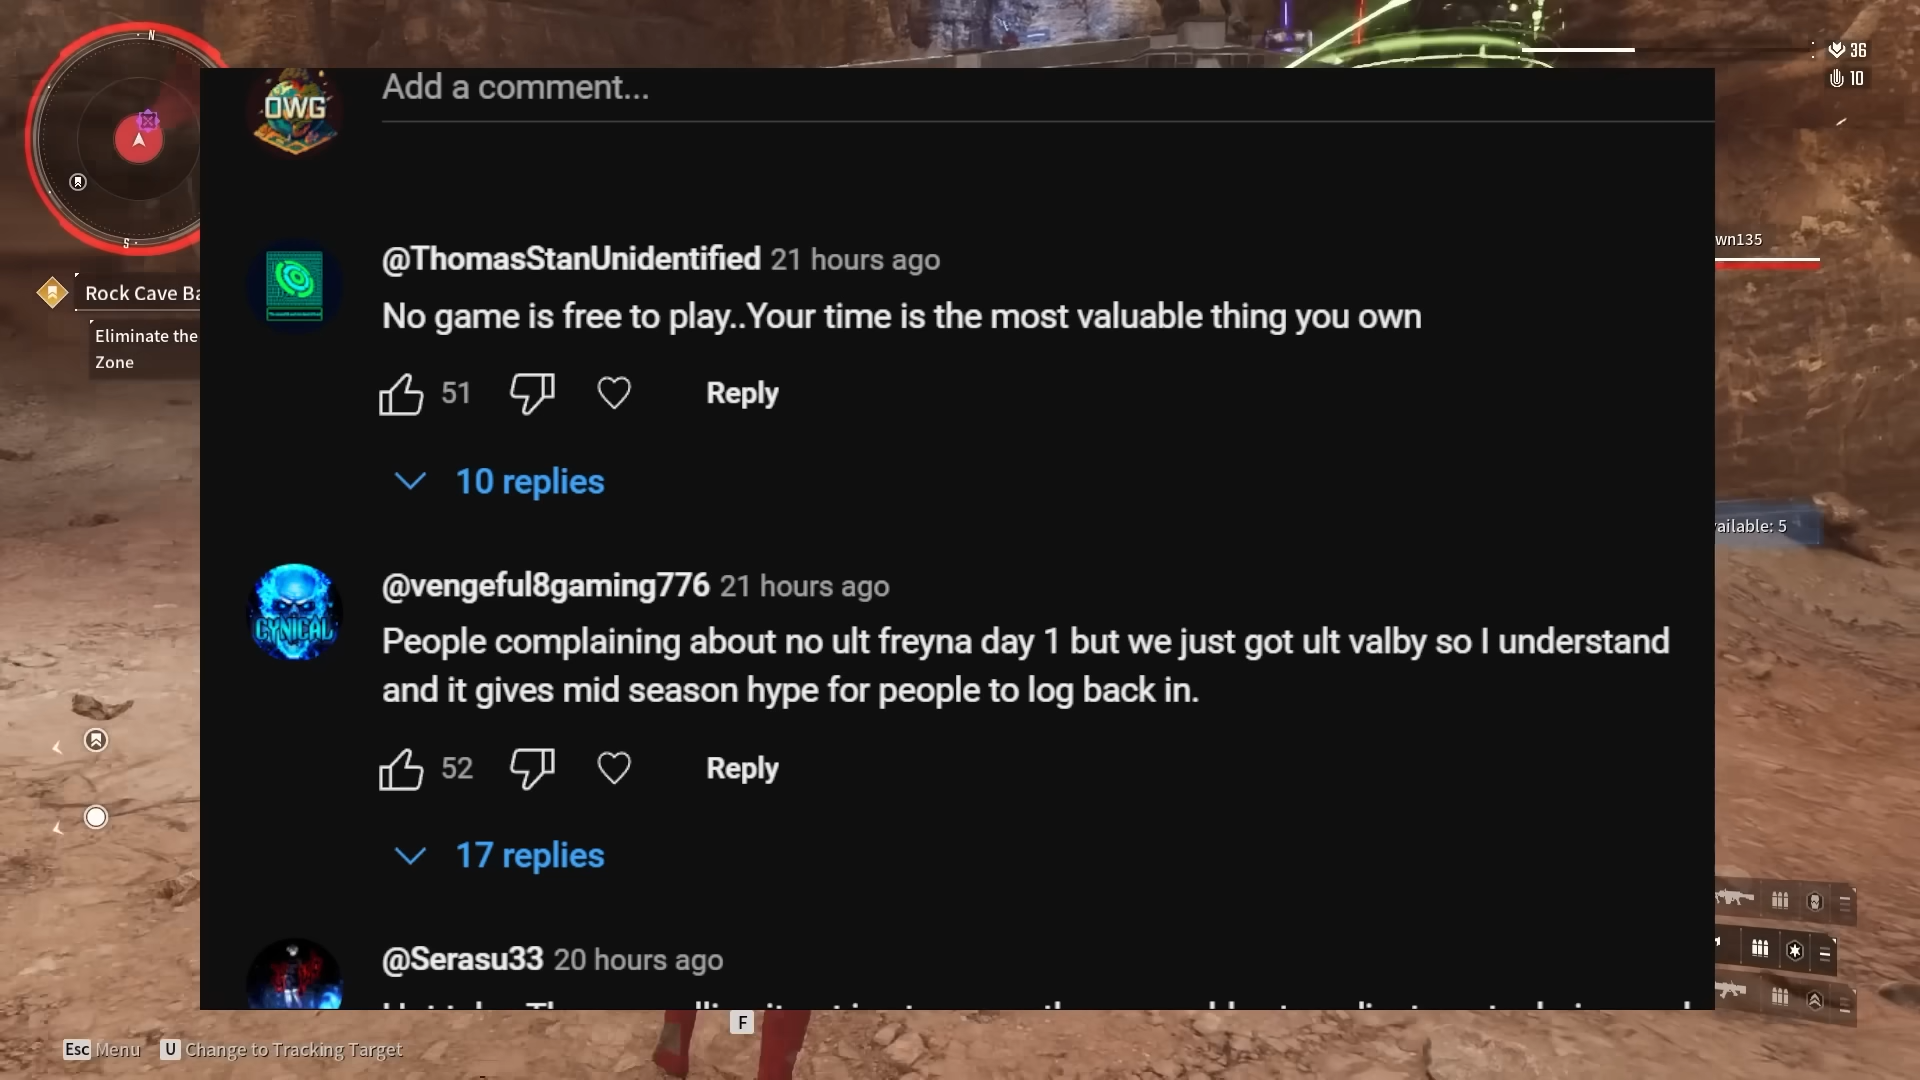 N
36
10
OWG
Add a comment...
wn135
@ThomasStanUnidentified 21 hours ago
No game is free to play..Your time is the most valuable thing you own
51 Reply
10 replies
S
Rock Cave Ba
Eliminate the
Zone
ailable: 5
CYNICAL
@vengeful8gaming776 21 hours ago
People complaining about no ult freyna day 1 but we just got ult valby so I understand
and it gives mid season hype for people to log back in.
52 Reply
17 replies
@Serasu33 20 hours ago
F
Esc Menu U Change to Tracking Target